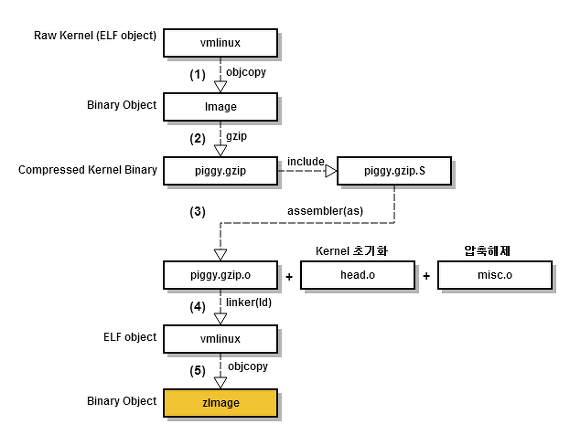 Raw Kernel (ELF object)
vmlinux
(1) objcopy
Binary Object
Image
(2) gzip
Compressed Kernel Binary
piggy.gzip
include
piggy.gzip.S
(3)
assembler(as)
Kernel 초기화
압축해제
piggy.gzip.o + head.o + misc.o
(4) linker(ld)
ELF object
vmlinux
(5) objcopy
Binary Object
zImage